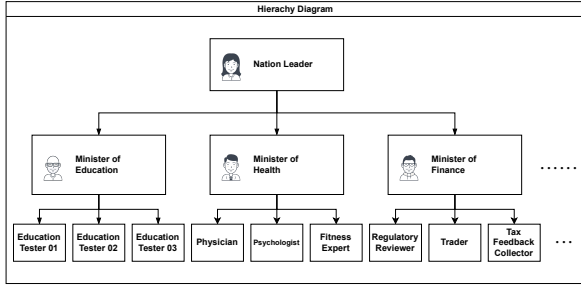 Hierachy Diagram
Nation Leader
Minister of
Education
Minister of
Health
Minister of
Finance
......
Education
Tester 01
Education
Tester 02
Education
Tester 03
Physician
Psychologist
Fitness
Expert
Regulatory
Reviewer
Trader
Tax
Feedback
Collector
...